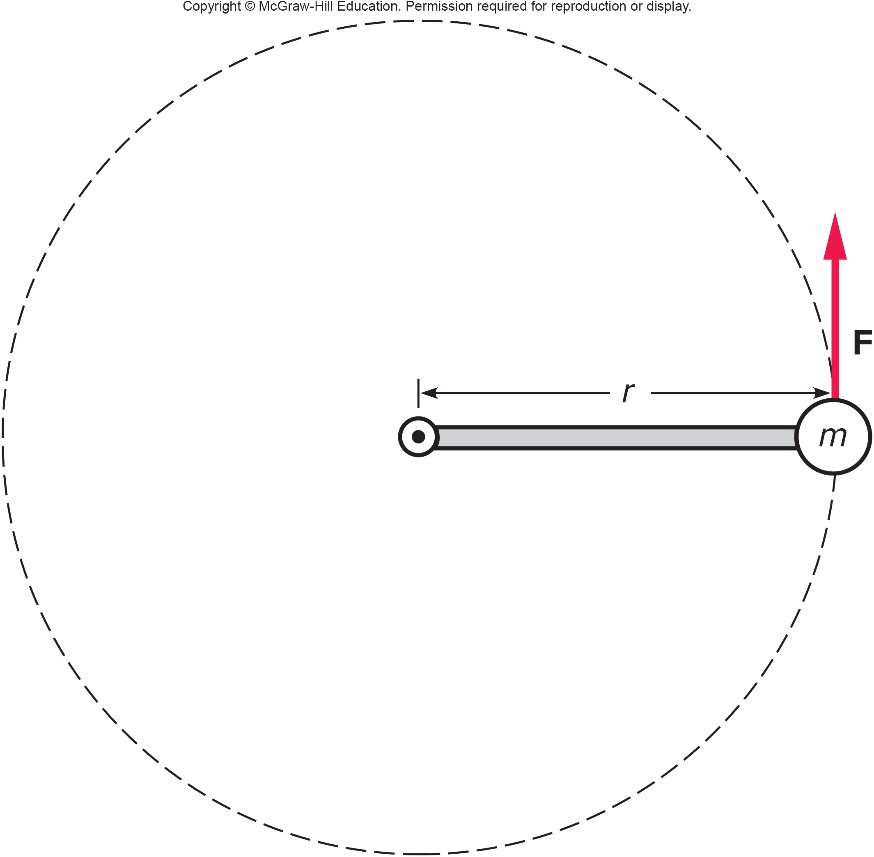 Copyright © McGraw-Hill Education. Permission required for reproduction or display.
F
r
m